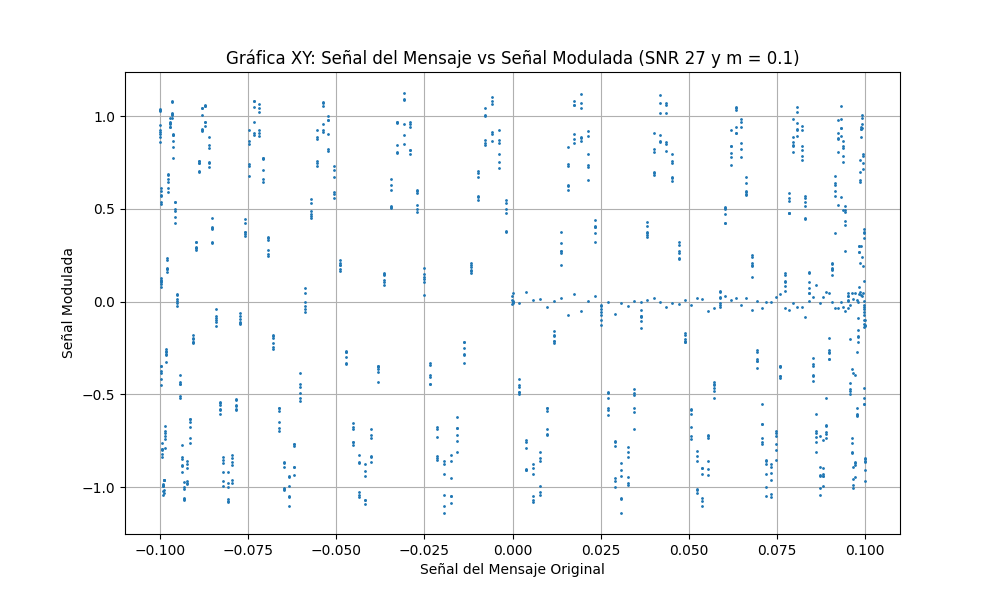 Gráfica XY: Señal del Mensaje vs Señal Modulada (SNR 27 y m = 0.1)
Señal Modulada
1.0
0.5
0.0
−0.5
−1.0
−0.100 −0.075 −0.050 −0.025 0.000 0.025 0.050 0.075 0.100
Señal del Mensaje Original